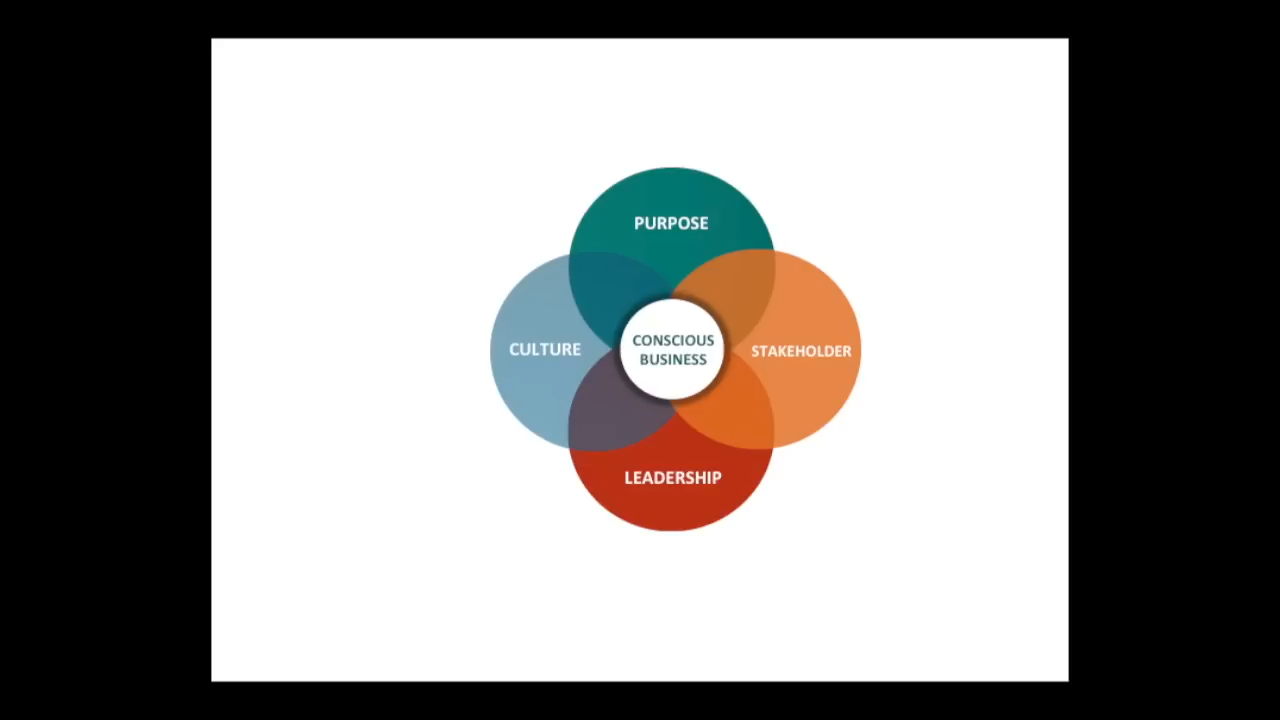 PURPOSE
CULTURE
CONSCIOUS
BUSINESS
STAKEHOLDER
LEADERSHIP